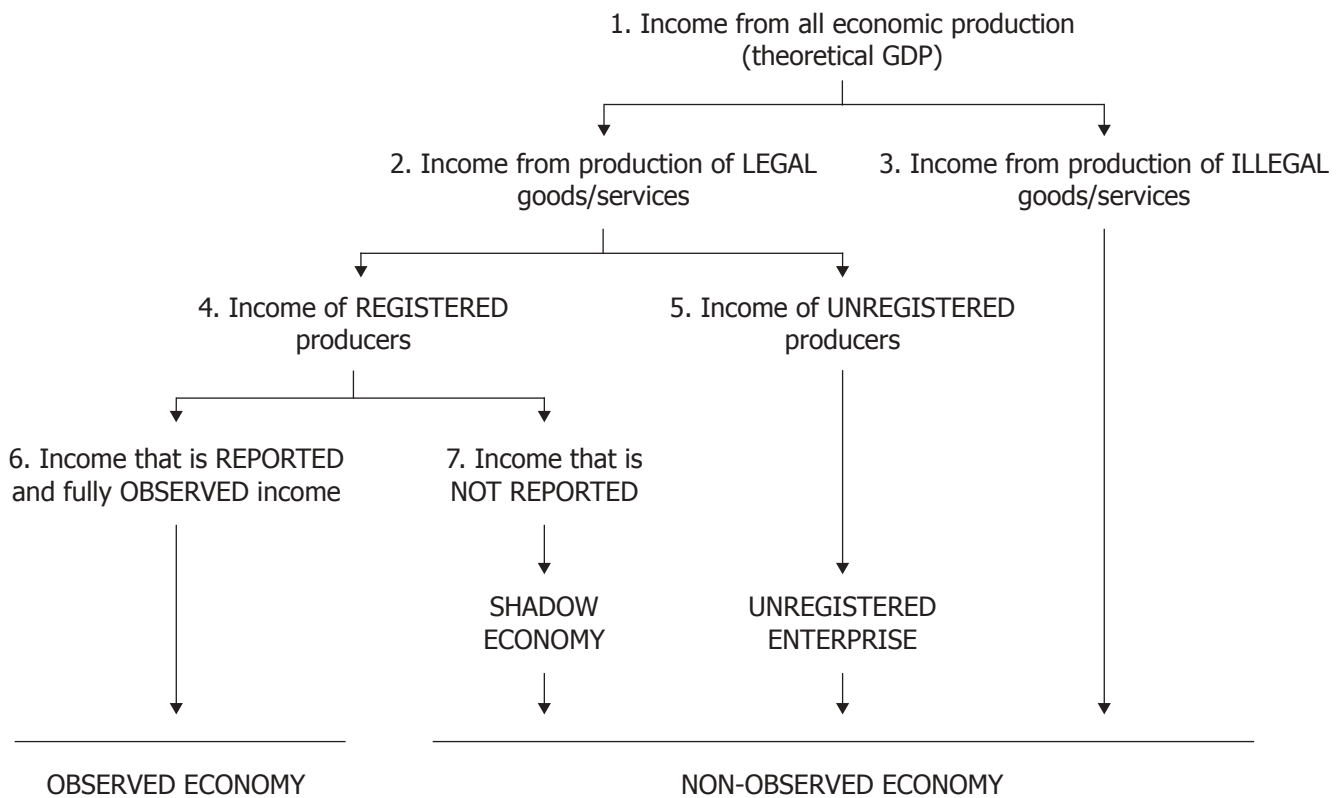 1. Income from all economic production
(theoretical GDP)
2. Income from production of LEGAL
goods/services
3. Income from production of ILLEGAL
goods/services
4. Income of REGISTERED
producers
5. Income of UNREGISTERED
producers
6. Income that is REPORTED
and fully OBSERVED income
7. Income that is
NOT REPORTED
SHADOW
ECONOMY
UNREGISTERED
ENTERPRISE
OBSERVED ECONOMY
NON-OBSERVED ECONOMY